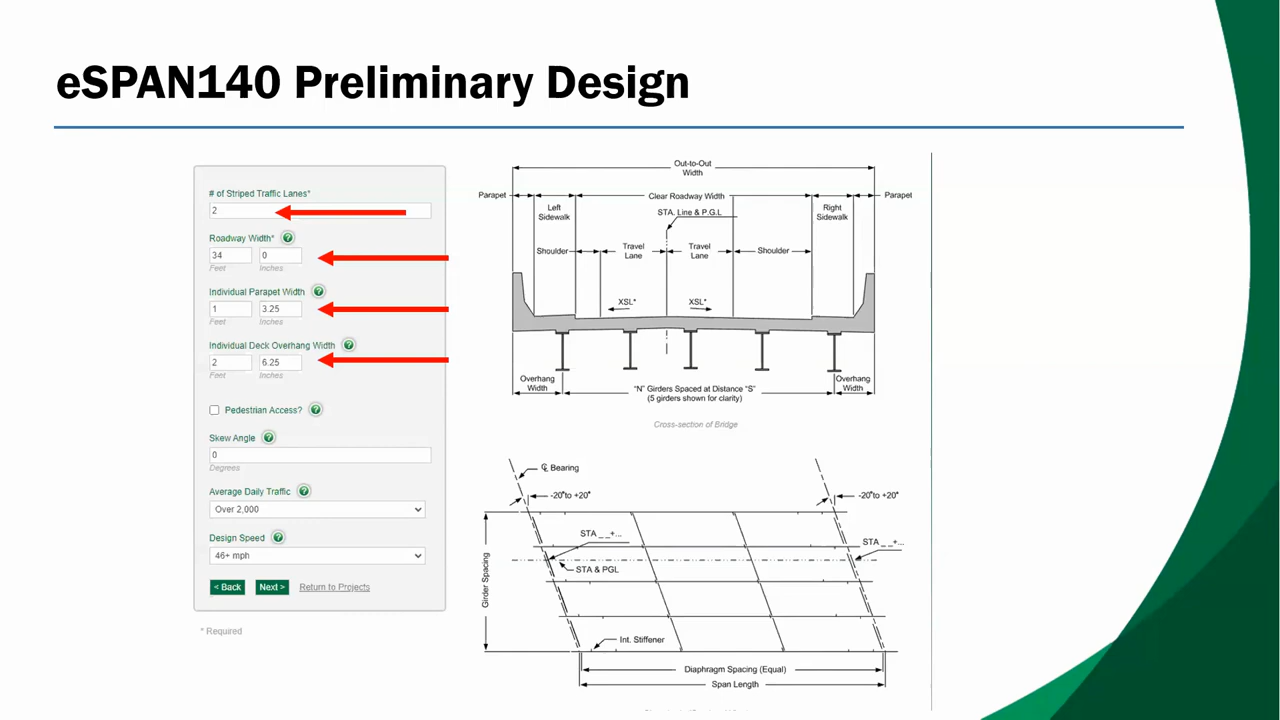 eSPAN140 Preliminary Design
# of Striped Traffic Lanes*
2
Roadway Width*
34 0
Feet Inches
Individual Parapet Width
1 3.25
Feet Inches
Individual Deck Overhang Width
2 6.25
Feet Inches
Pedestrian Access?
Skew Angle
0
Degrees
Average Daily Traffic
Over 2,000
Design Speed
46+ mph
< Back Next > Return to Projects
* Required
Out-to-Out
Width
Parapet Clear Roadway Width Parapet
Left
Sidewalk
STA. Line & P.G.L
Right
Sidewalk
Shoulder
Travel
Lane
Travel
Lane
Shoulder
XSL* XSL*
Overhang
Width
"N" Girders Spaced at Distance "S"
(5 girders shown for clarity)
Overhang
Width
Cross-section of Bridge
℄ Bearing
-20°to +20° -20°to +20°
STA _ _+...
STA _ _+...
STA & PGL
Girder Spacing
Int. Stiffener
Diaphragm Spacing (Equal)
Span Length